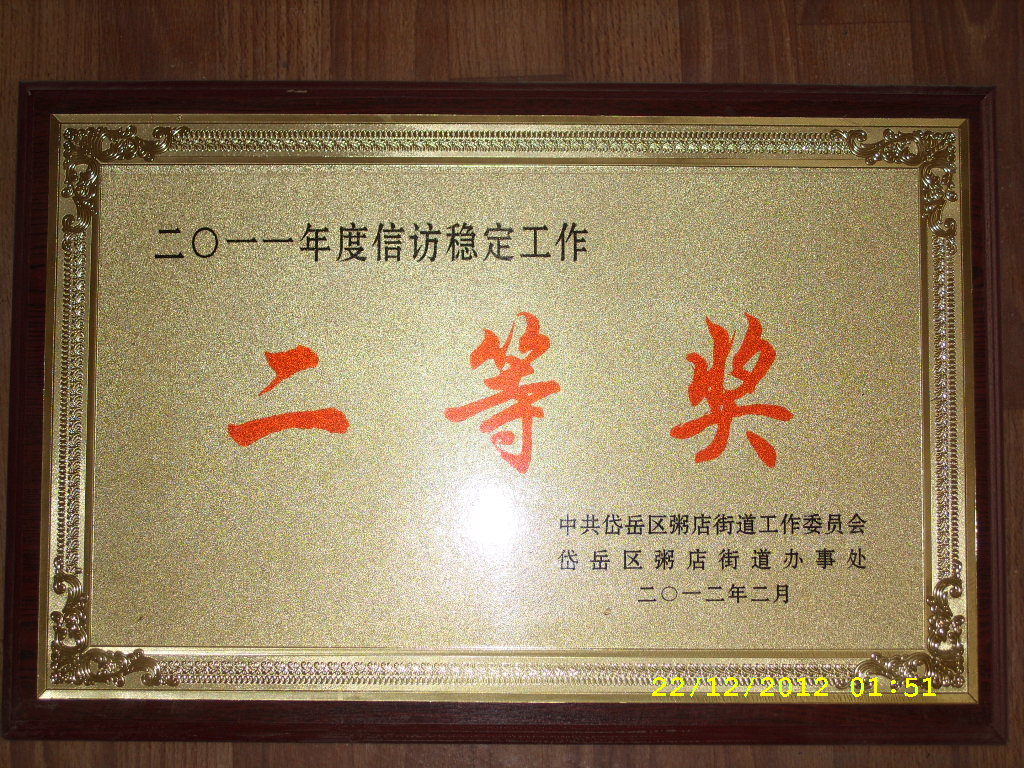 二〇一一年度信访稳定工作
二等奖
中共岱岳区粥店街道工作委员会
岱岳区粥店街道办事处
二〇一二年二月
22/12/2012 01:51